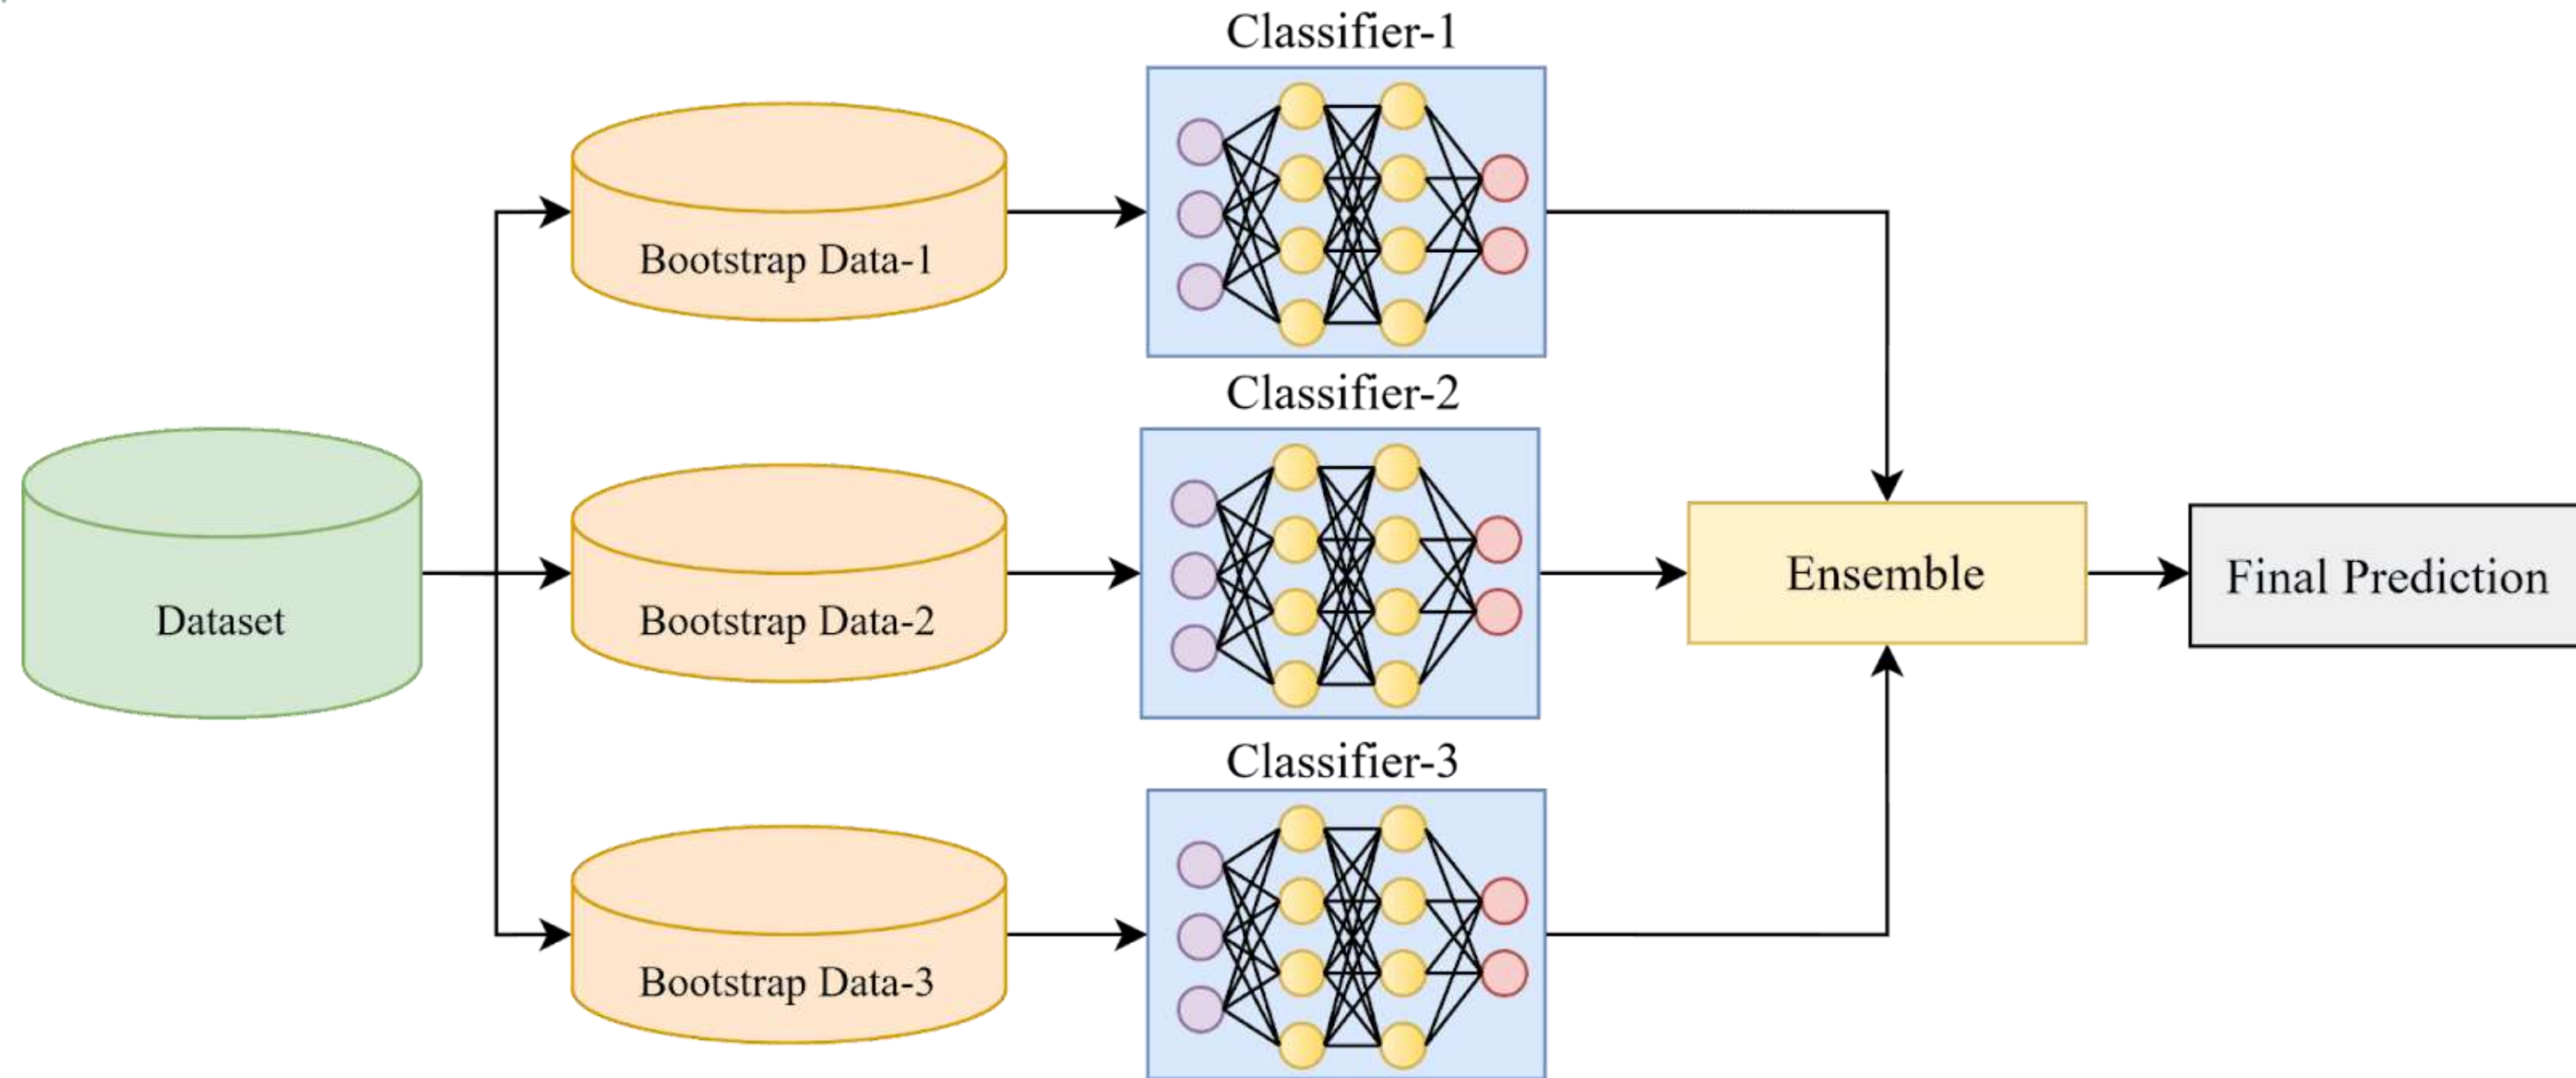 Classifier-1
Bootstrap Data-1
Classifier-2
Dataset
Bootstrap Data-2
Ensemble
Final Prediction
Classifier-3
Bootstrap Data-3